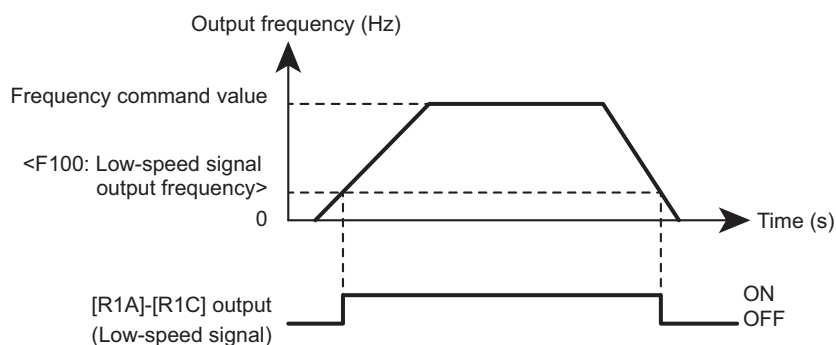 Output frequency (Hz)
Frequency command value
<F100: Low-speed signal
output frequency>
0
Time (s)
[R1A]-[R1C] output
(Low-speed signal)
ON
OFF